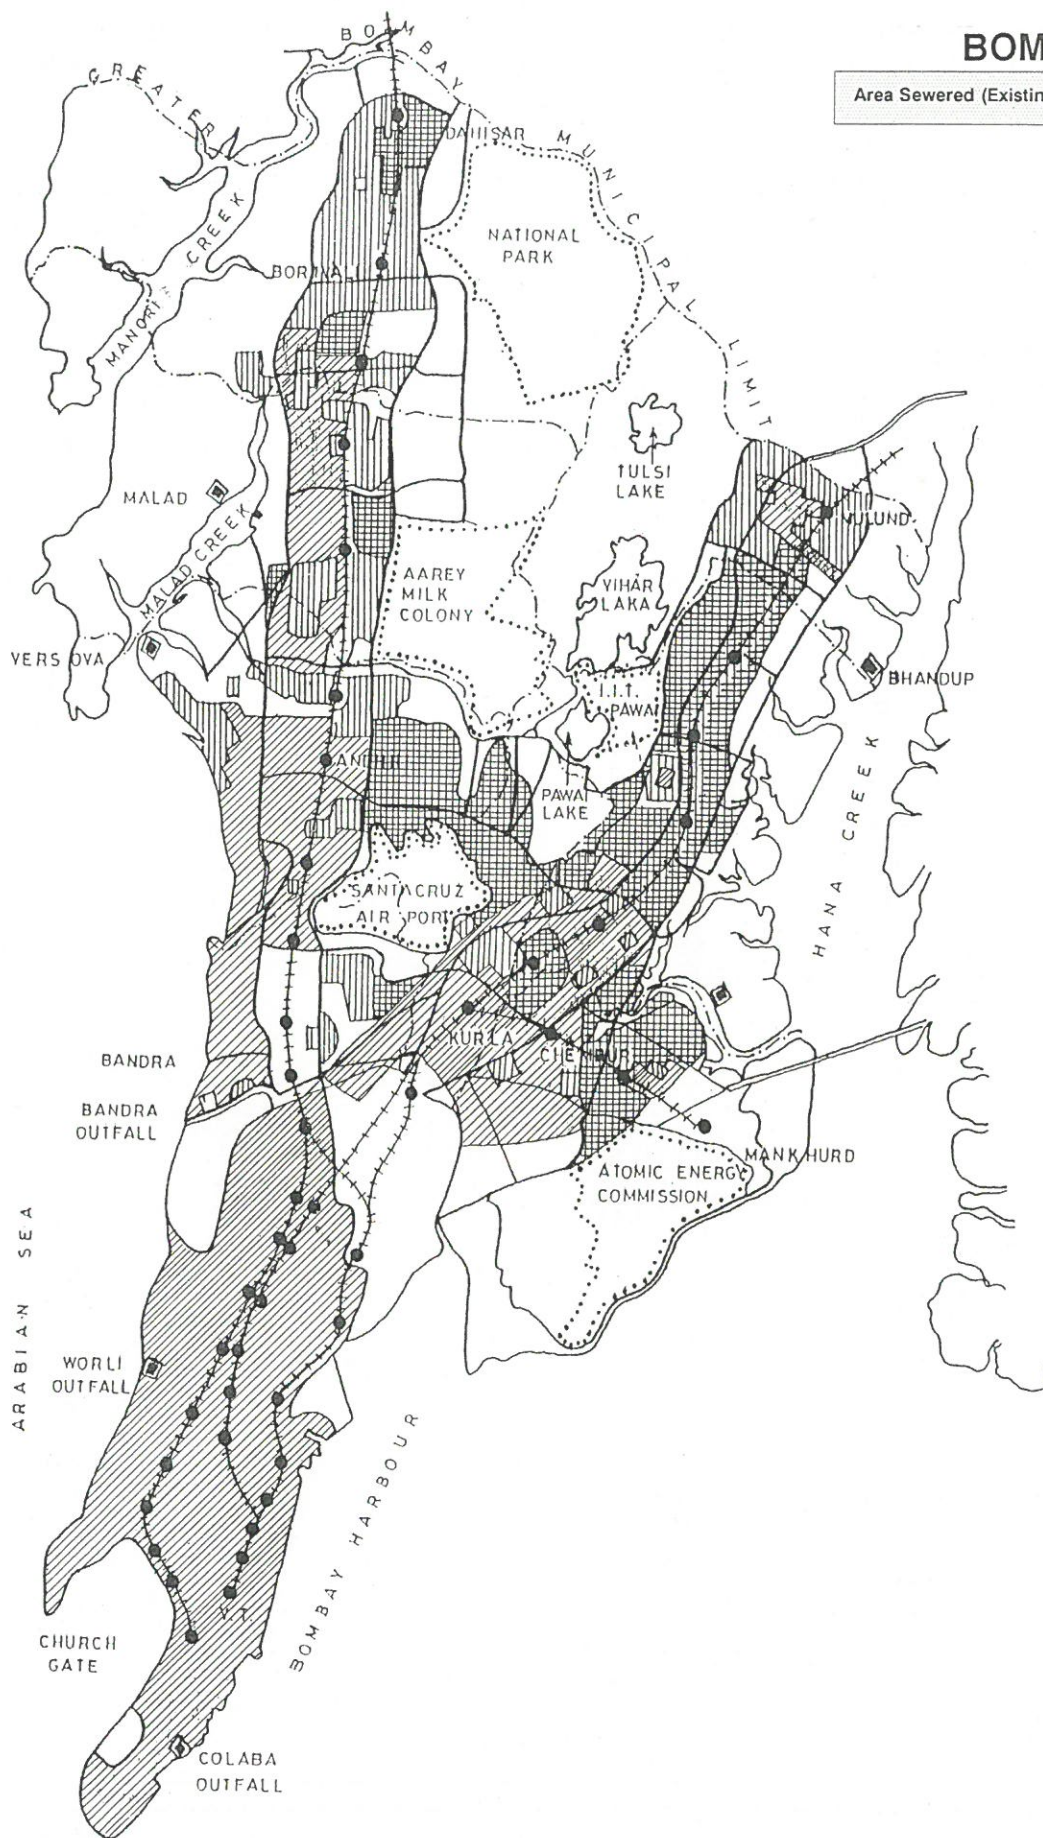 BOM
Area Sewered (Existin
GREATER BOMBAY MUNICIPAL LIMIT
DAHISAR
NATIONAL
PARK
MANORI CREEK
TULSI
LAKE
MALAD
MULUND
MALAD CREEK
AAREY
MILK
COLONY
VIHAR
LAKA
VERSOVA
BHANDUP
I.I.T.
PAWAI
PAWAI
LAKE
HANA CREEK
SANTACRUZ
AIR PORT
KURLA
CHEMBUR
BANDRA
BANDRA
OUTFALL
MANKHURD
ATOMIC ENERGY
COMMISSION
ARABIAN SEA
WORLI
OUTFALL
BOMBAY HARBOUR
V.T.
CHURCH
GATE
COLABA
OUTFALL